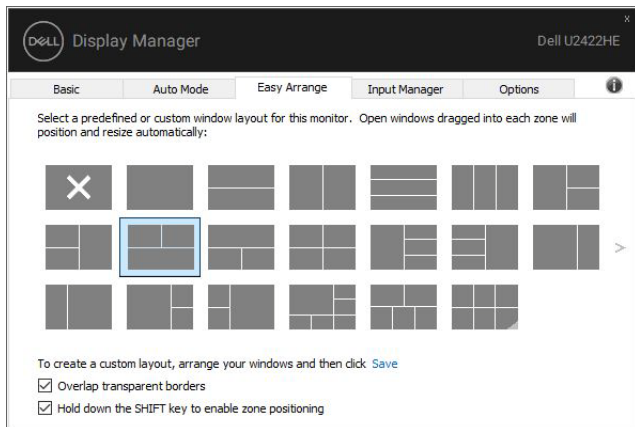 x
DELL Display Manager Dell U2422HE
Basic Auto Mode Easy Arrange Input Manager Options i
Select a predefined or custom window layout for this monitor. Open windows dragged into each zone will
position and resize automatically:
>
To create a custom layout, arrange your windows and then click Save
Overlap transparent borders
Hold down the SHIFT key to enable zone positioning